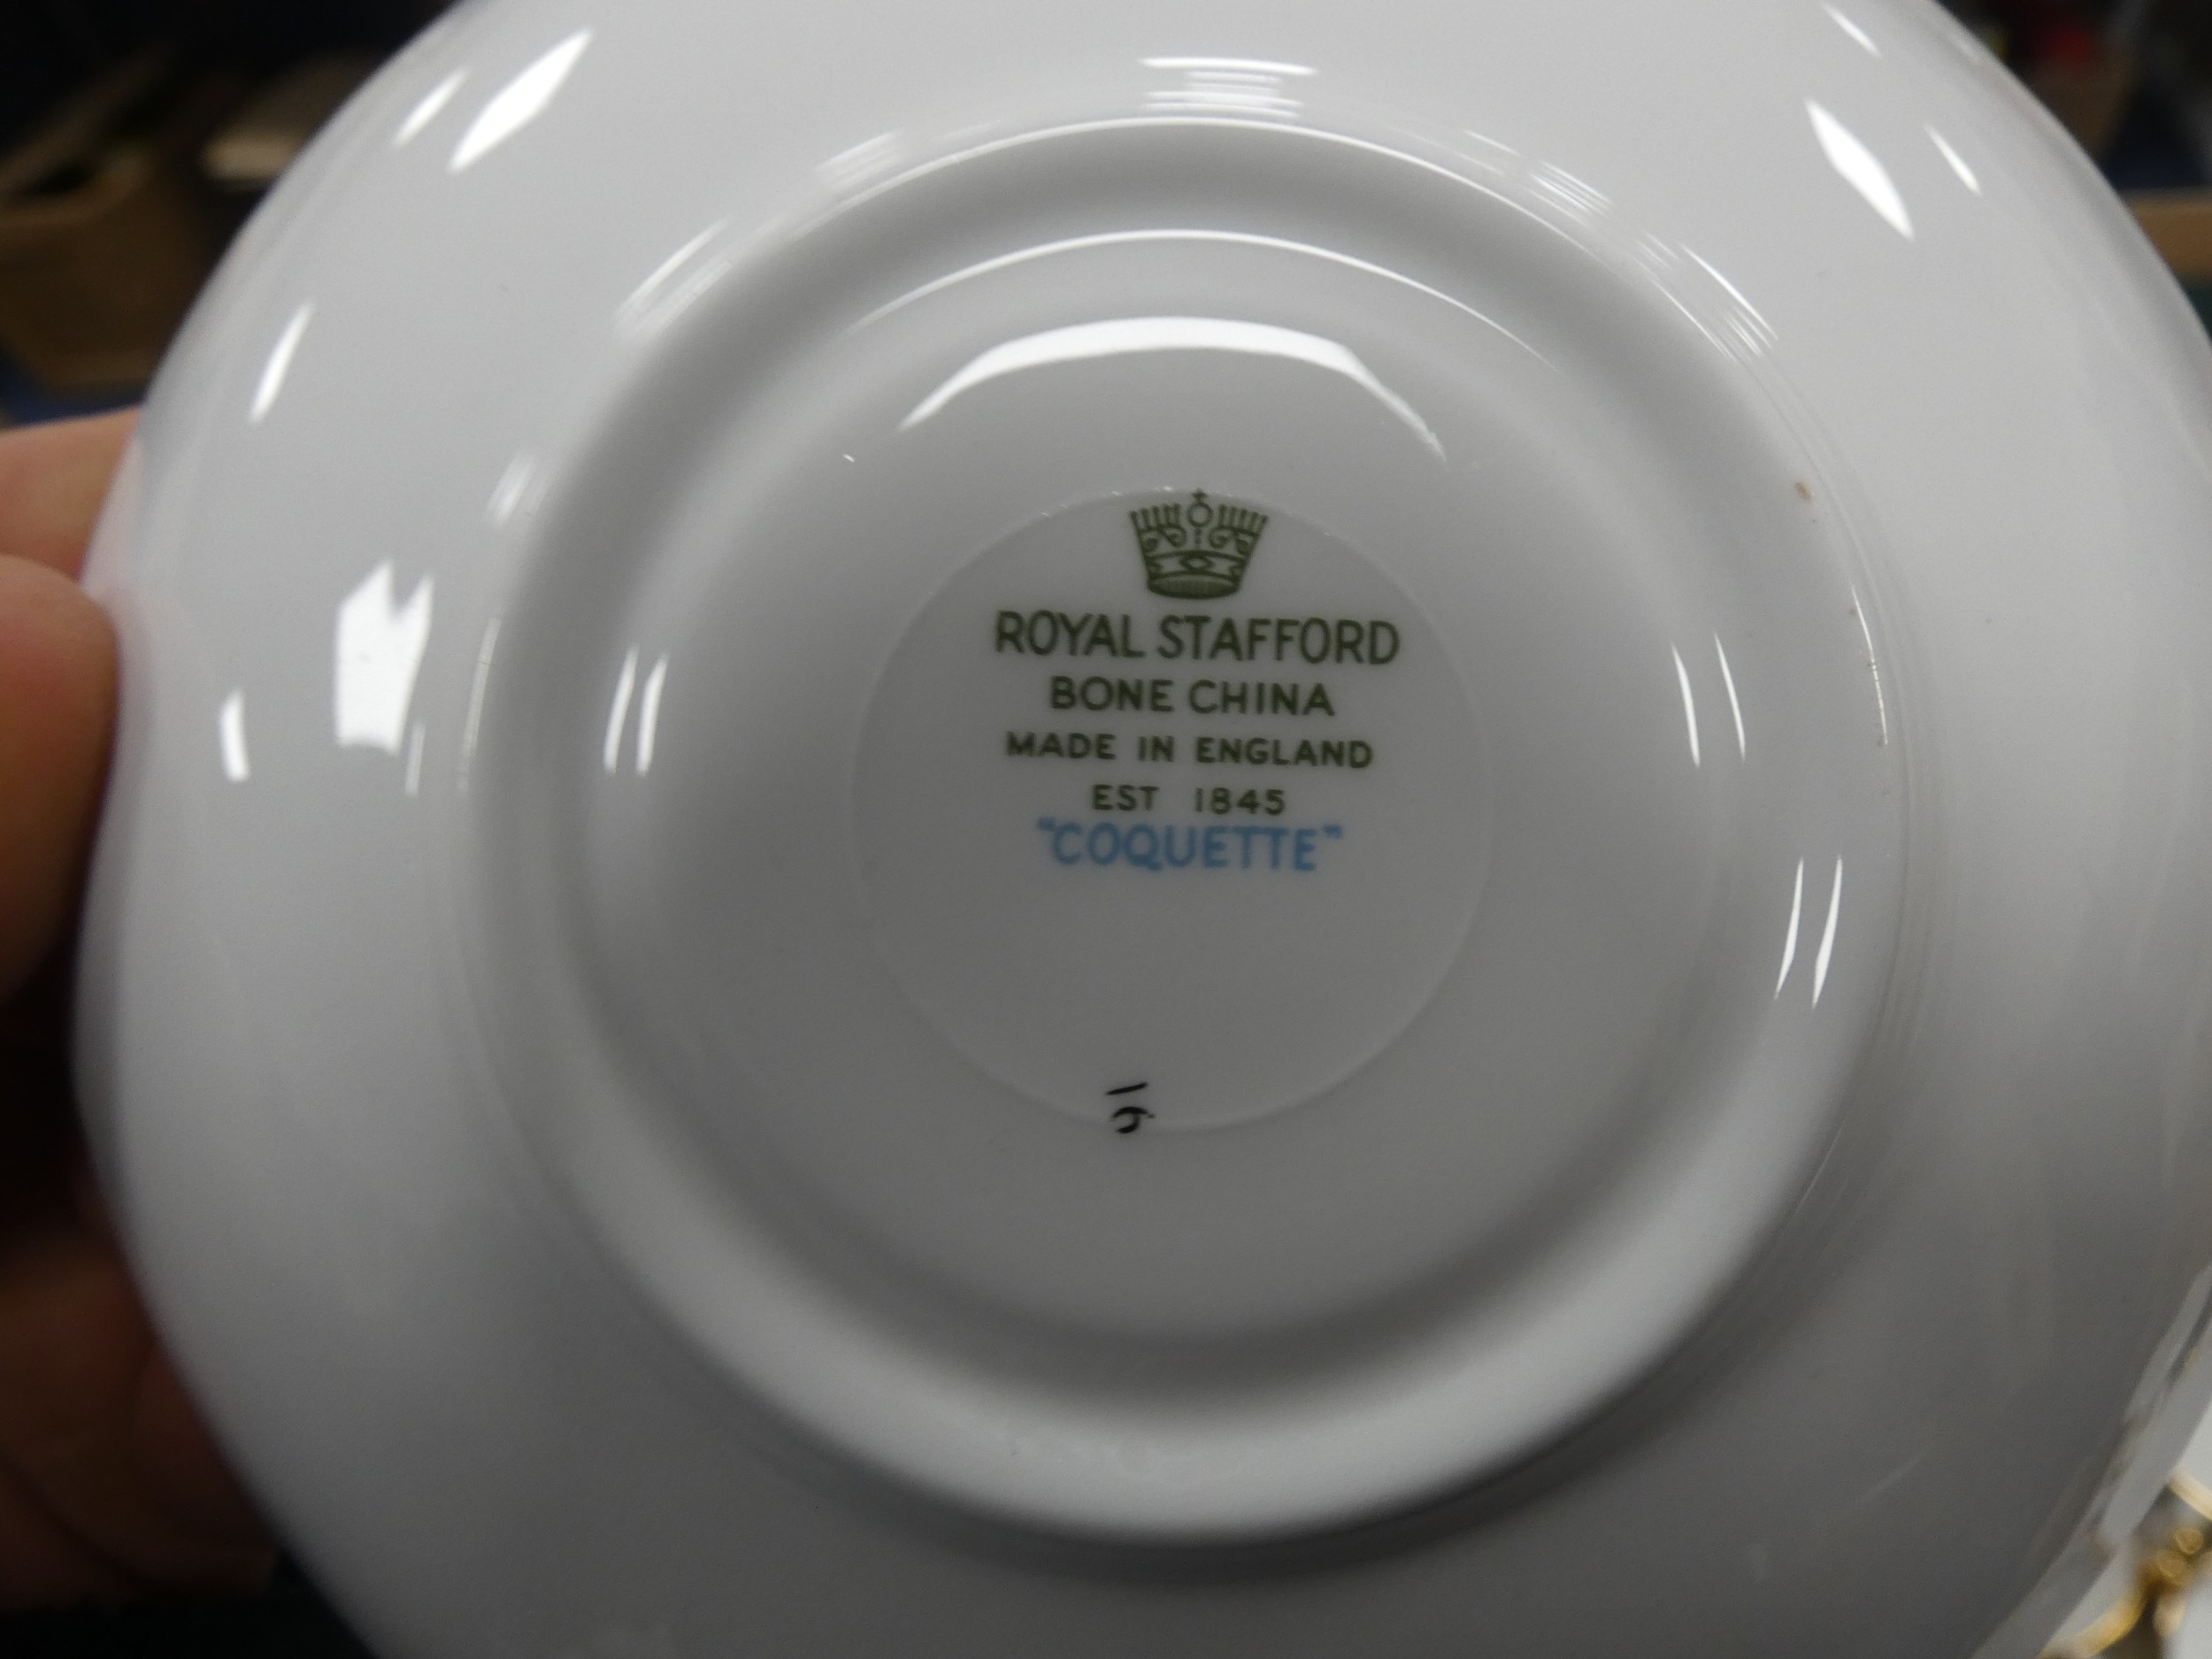 ROYAL STAFFORD
BONE CHINA
MADE IN ENGLAND
EST 1845
"COQUETTE"